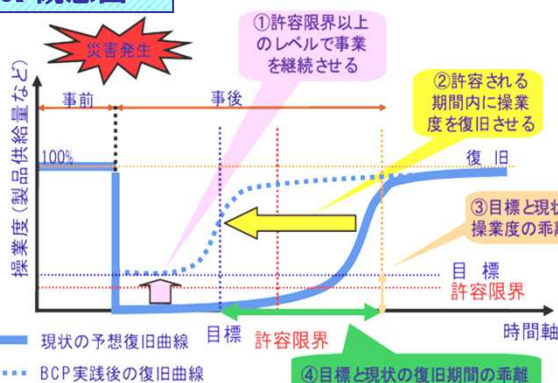 概念図
災害発生
①許容限界以上
のレベルで事業
を継続させる
②許容される
期間内に操業
度を復旧させる
事前
事後
操業度(製品供給量など)
100%
復 旧
③目標と現状
操業度の乖離
目 標
許容限界
現状の予想復旧曲線
目標
許容限界
時間軸
BCP実践後の復旧曲線
④目標と現状の復旧期間の乖離